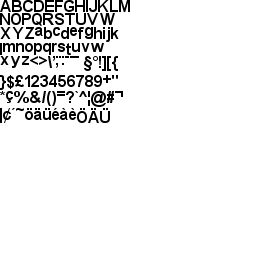 ABCDEFGHIJKLM
NOPQRSTUVW
XYZabcdefghijk
lmnopqrstuvw
xyz<>\';:¨¯ §°!][{
}$£123456789+"
*ç%&/()=?`^¡@#¬
|¢´~öäüéàèÖÄÜ